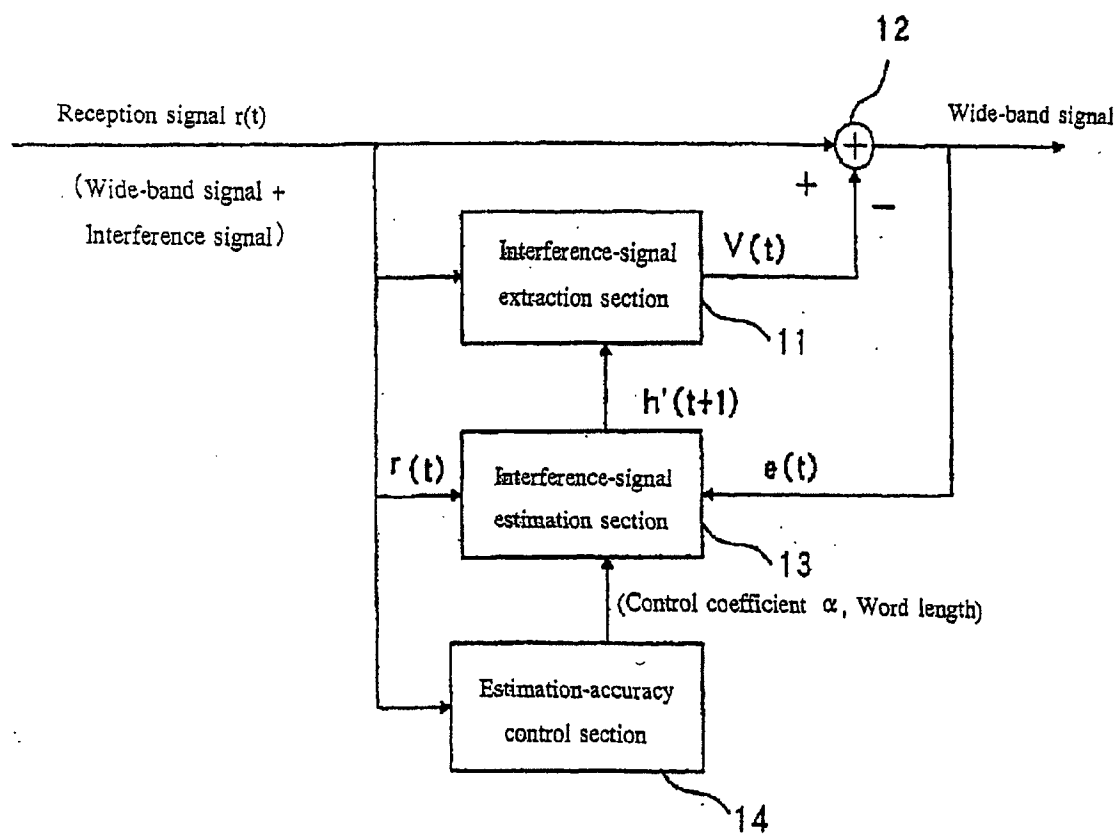 12
Reception signal r(t)
Wide-band signal
+
(Wide-band signal +
Interference signal)
+
−
Interference-signal
extraction section
V(t)
11
h'(t+1)
r(t)
Interference-signal
estimation section
e(t)
13
(Control coefficient α, Word length)
Estimation-accuracy
control section
14